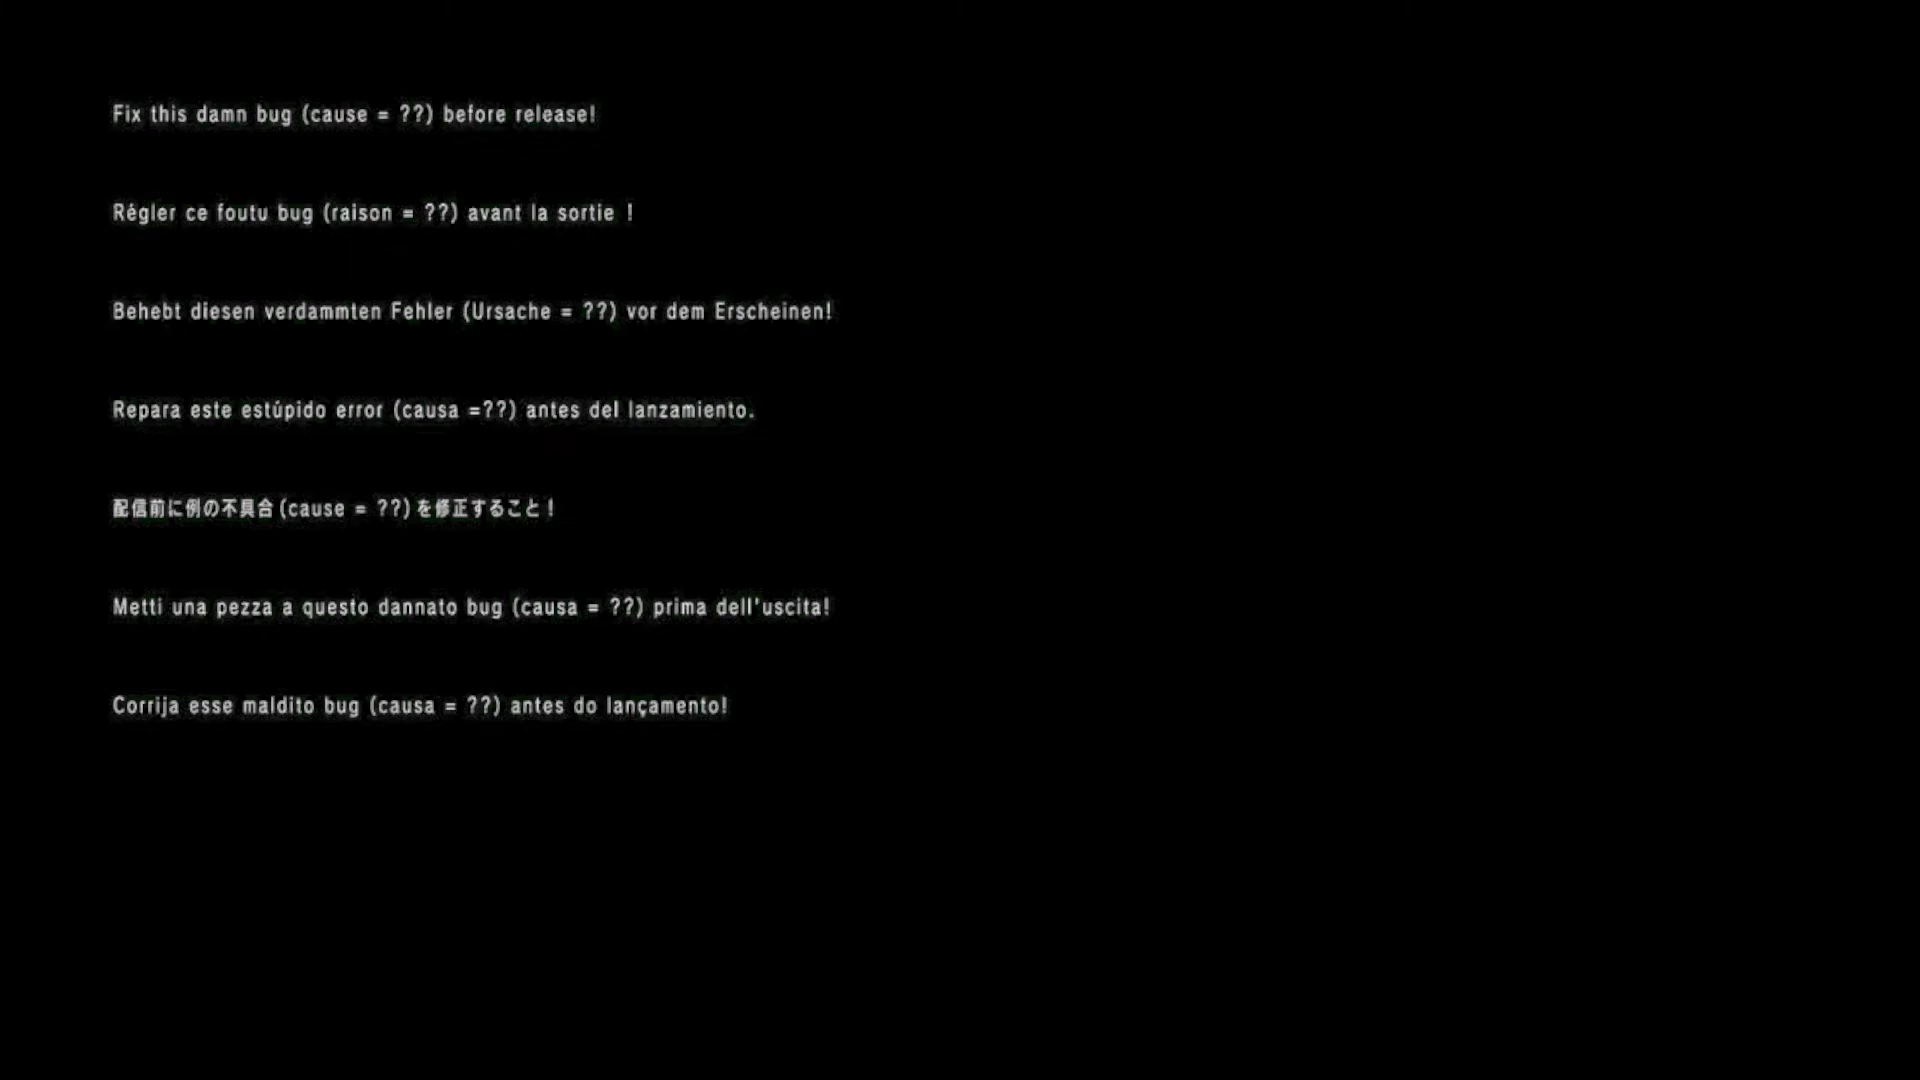 Fix this damn bug (cause = ??) before release!
Régler ce foutu bug (raison = ??) avant la sortie !
Behebt diesen verdammten Fehler (Ursache = ??) vor dem Erscheinen!
Repara este estúpido error (causa =??) antes del lanzamiento.
配信前に例の不具合(cause = ??)を修正すること!
Metti una pezza a questo dannato bug (causa = ??) prima dell'uscita!
Corrija esse maldito bug (causa = ??) antes do lançamento!